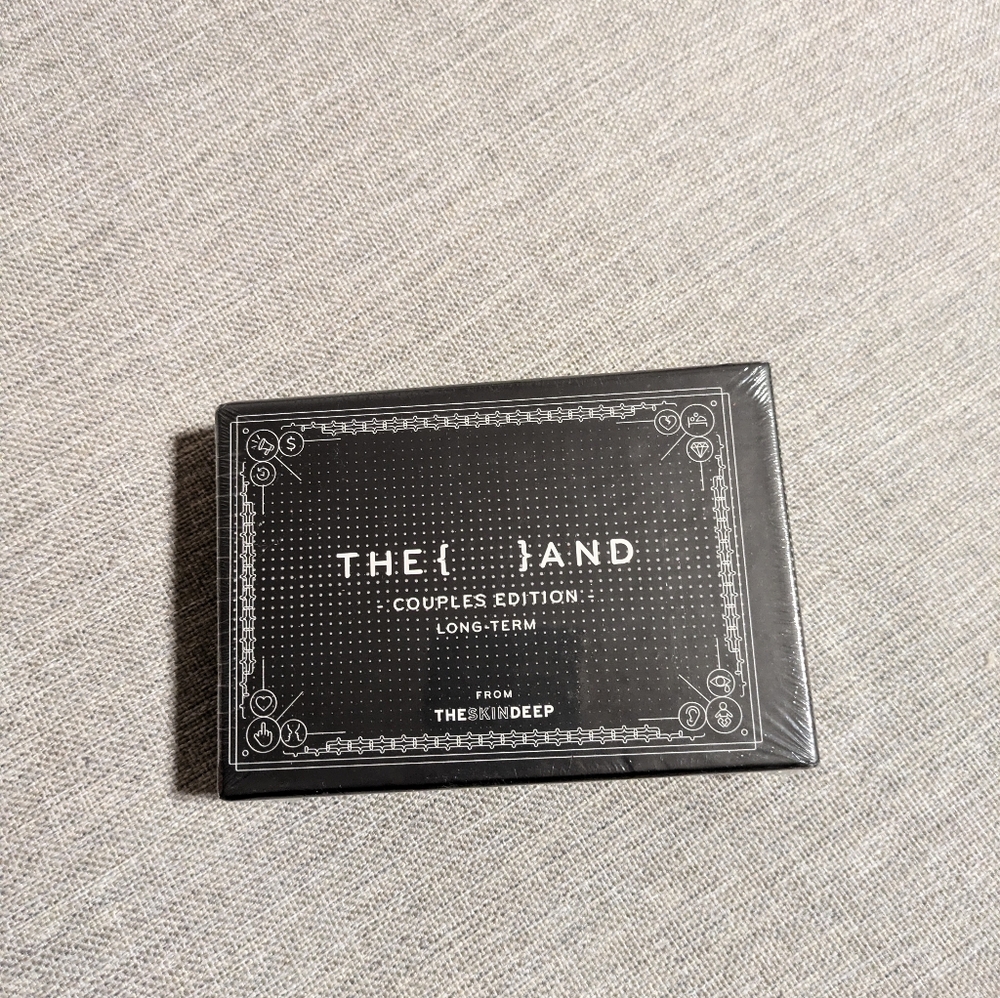 THE{ }AND
- COUPLES EDITION -
LONG-TERM
FROM
THESKINDEEP